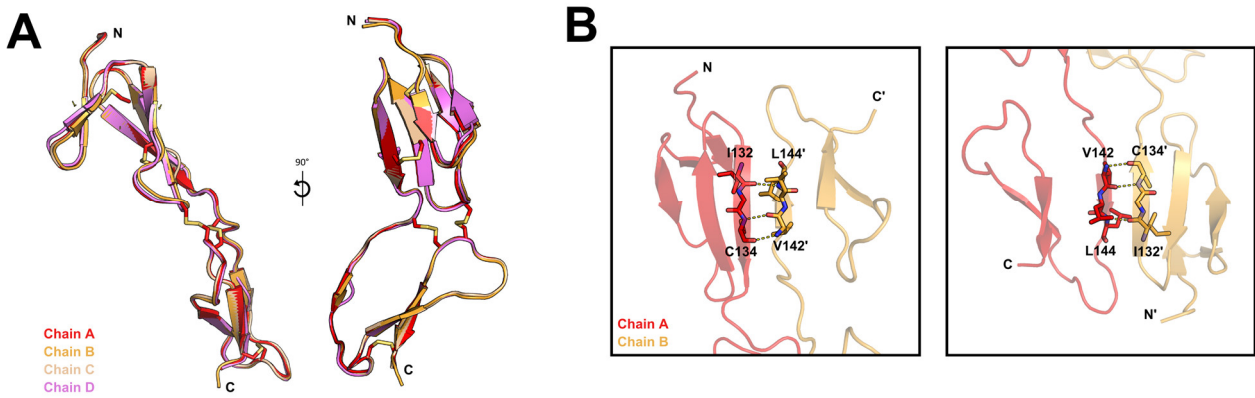 A
N
N
90°
C
C
Chain A
Chain B
Chain C
Chain D
B
N
C'
I132
L144'
C134
V142'
Chain A
Chain B
V142
C134'
L144
I132'
C
N'